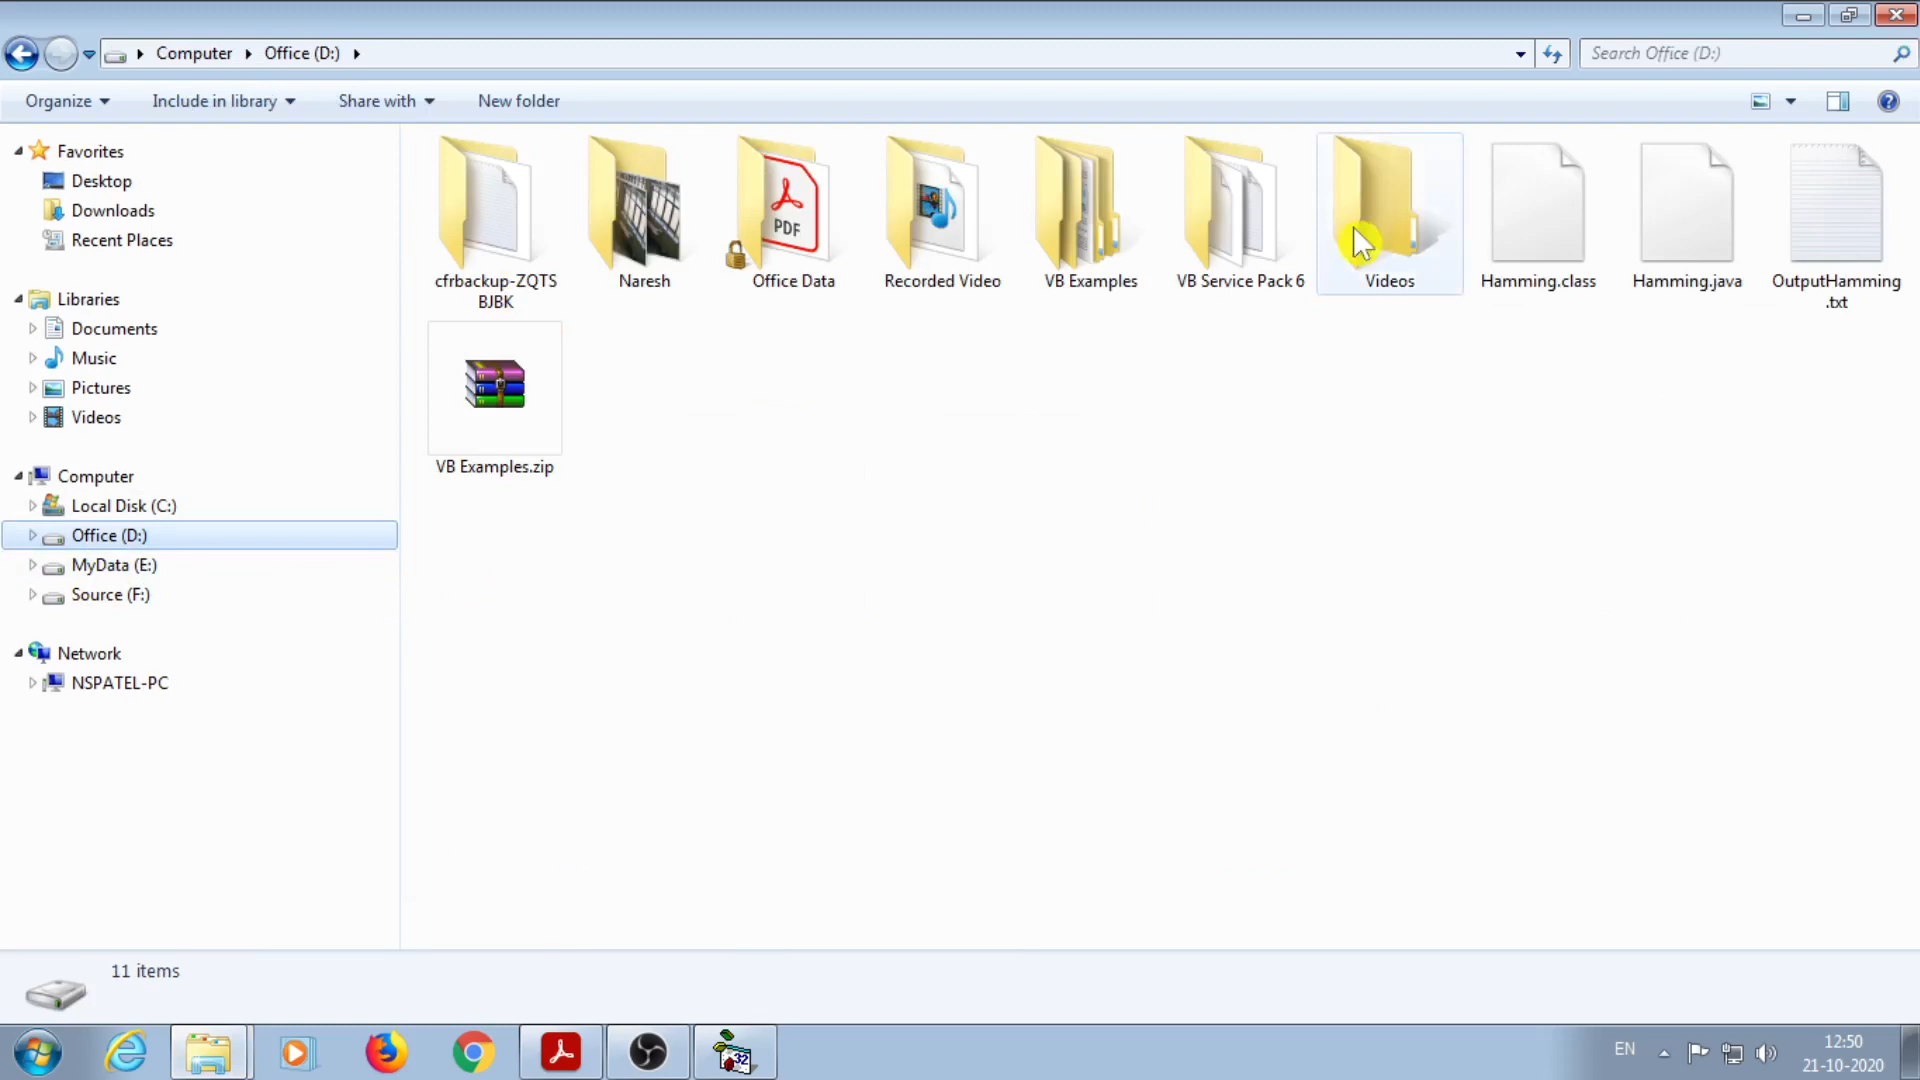 Computer
Office (D:)
Search Office (D:)
Organize
Include in library
Share with
New folder
Favorites
Desktop
Downloads
Recent Places
Libraries
Documents
Music
Pictures
Videos
Computer
Local Disk (C:)
Office (D:)
MyData (E:)
Source (F:)
Network
NSPATEL-PC
PDF
cfrbackup-ZQTS
BJBK
Naresh
Office Data
Recorded Video
VB Examples
VB Service Pack 6
Videos
Hamming.class
Hamming.java
OutputHamming
.txt
VB Examples.zip
11 items
32
EN
12:50
21-10-2020